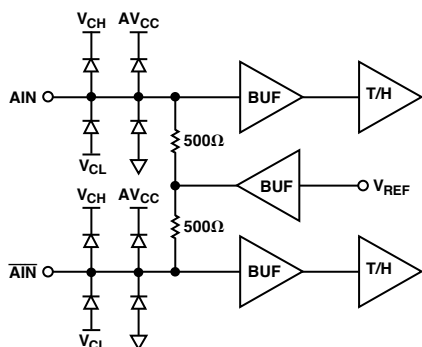 VCH AVCC
AIN BUF T/H
500Ω
VCL
VCH AVCC BUF VREF
500Ω
AIN BUF T/H
VCL